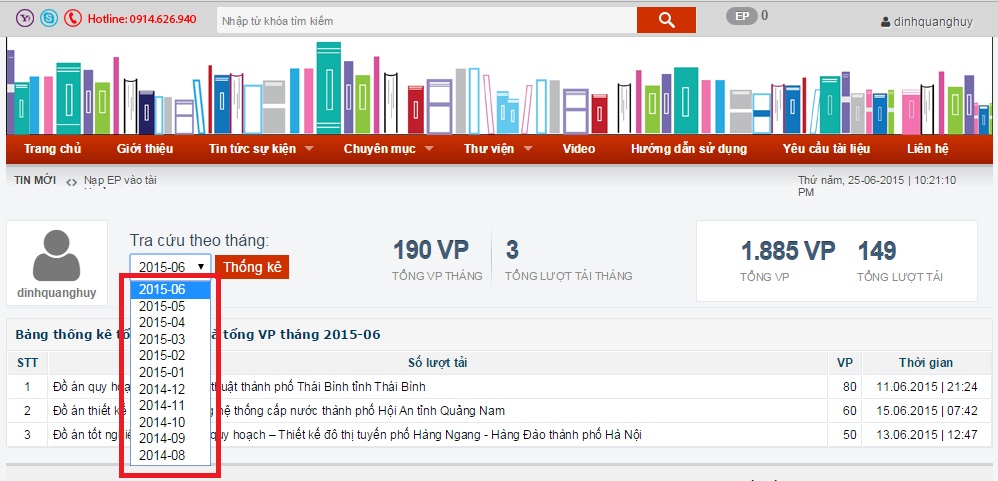 Hotline: 0914.626.940
Nhập từ khóa tìm kiếm
EP 0
dinhquanghuy
Trang chủ Giới thiệu Tin tức sự kiện Chuyên mục Thư viện Video Hướng dẫn sử dụng Yêu cầu tài liệu Liên hệ
TIN MỚI Nạp EP vào tài
Thứ năm, 25-06-2015 | 10:21:10
PM
dinhquanghuy
Tra cứu theo tháng:
2015-06 Thống kê
190 VP
TỔNG VP THÁNG
3
TỔNG LƯỢT TẢI THÁNG
1.885 VP
TỔNG VP
149
TỔNG LƯỢT TẢI
2015-06
2015-05
2015-04
2015-03
2015-02
2015-01
2014-12
2014-11
2014-10
2014-09
2014-08
Bảng thống kê tổ à tổng VP tháng 2015-06
STT Số lượt tải VP Thời gian
1 Đồ án quy hoạ thuật thành phố Thái Bình tỉnh Thái Bình 80 11.06.2015 | 21:24
2 Đồ án thiết kế g hệ thống cấp nước thành phố Hội An tỉnh Quảng Nam 60 15.06.2015 | 07:42
3 Đồ án tốt nghiệ quy hoạch – Thiết kế đô thị tuyến phố Hàng Ngang - Hàng Đào thành phố Hà Nội 50 13.06.2015 | 12:47